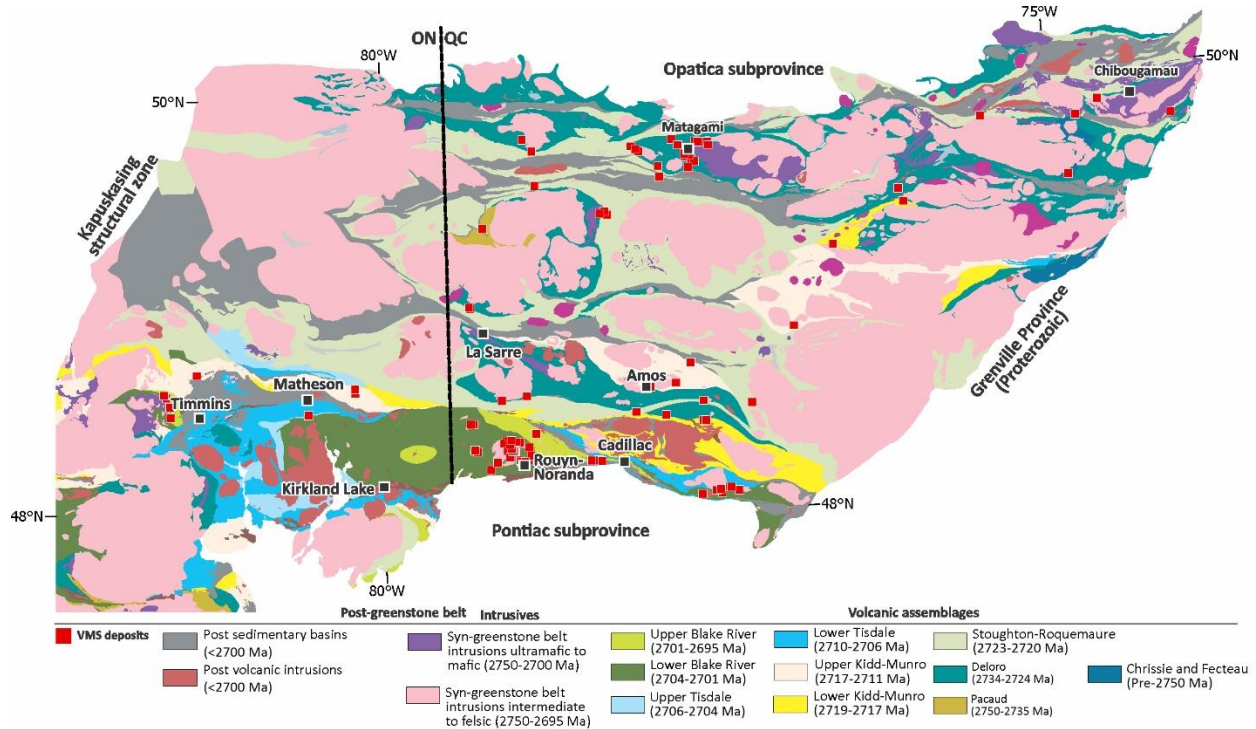 ON QC
75°W
80°W
50°N
Opatica subprovince
Chibougamau
50°N
Matagami
Kapuskasing
structural zone
La Sarre
Grenville Province
(Proterozoic)
Matheson
Amos
Timmins
Cadillac
Rouyn-
Noranda
Kirkland Lake
48°N
48°N
Pontiac subprovince
80°W
Post-greenstone belt
Intrusives
Volcanic assemblages
VMS deposits
Post sedimentary basins
(<2700 Ma)
Post volcanic intrusions
(<2700 Ma)
Syn-greenstone belt
intrusions ultramafic to
mafic (2750-2700 Ma)
Syn-greenstone belt
intrusions intermediate
to felsic (2750-2695 Ma)
Upper Blake River
(2701-2695 Ma)
Lower Blake River
(2704-2701 Ma)
Upper Tisdale
(2706-2704 Ma)
Lower Tisdale
(2710-2706 Ma)
Upper Kidd-Munro
(2717-2711 Ma)
Lower Kidd-Munro
(2719-2717 Ma)
Stoughton-Roquemaure
(2723-2720 Ma)
Deloro
(2734-2724 Ma)
Pacaud
(2750-2735 Ma)
Chrissie and Fecteau
(Pre-2750 Ma)